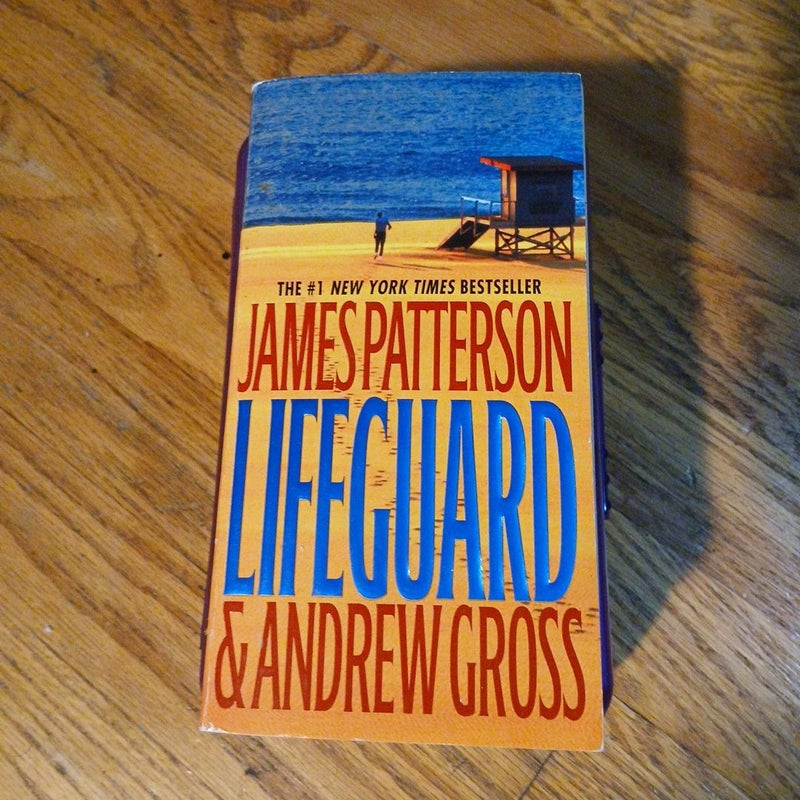 THE #1 NEW YORK TIMES BESTSELLER
JAMES PATTERSON
LIFEGUARD
& ANDREW GROSS